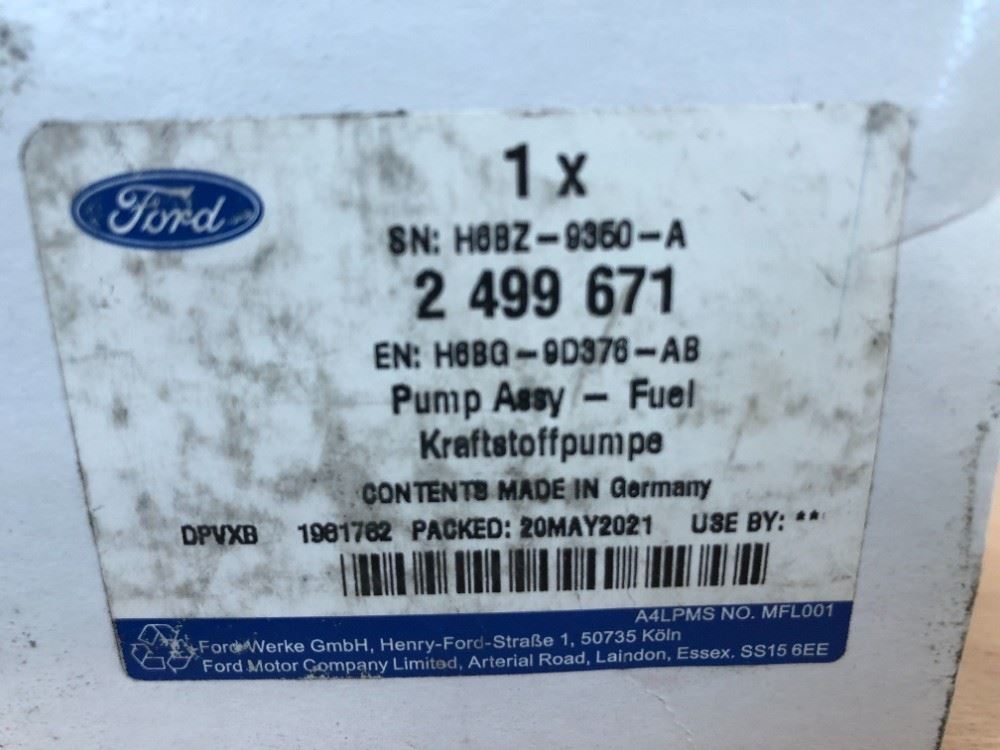 Ford
1 x
SN: H6BZ-9350-A
2 499 671
EN: H6BG-9D376-AB
Pump Assy - Fuel
Kraftstoffpumpe
CONTENTS MADE IN Germany
DPVXB 1981762 PACKED: 20MAY2021 USE BY: **
A4LPMS NO. MFL001
Ford-Werke GmbH, Henry-Ford-Straße 1, 50735 Köln
Ford Motor Company Limited, Arterial Road, Laindon, Essex. SS15 6EE